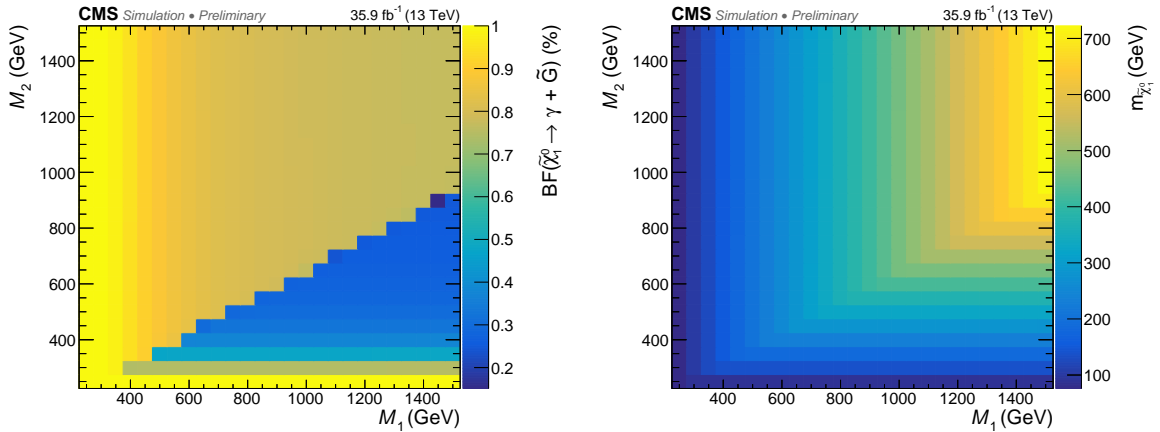 CMS Simulation • Preliminary 35.9 fb⁻¹ (13 TeV)
M₂ (GeV)
1400
1200
1000
800
600
400
400 600 800 1000 1200 1400
M₁ (GeV)
1
0.9
0.8
0.7
0.6
0.5
0.4
0.3
0.2
BF(χ̃₁⁰ → γ + G̃) (%)
CMS Simulation • Preliminary 35.9 fb⁻¹ (13 TeV)
M₂ (GeV)
1400
1200
1000
800
600
400
400 600 800 1000 1200 1400
M₁ (GeV)
700
600
500
400
300
200
100
m_χ̃₁⁰ (GeV)